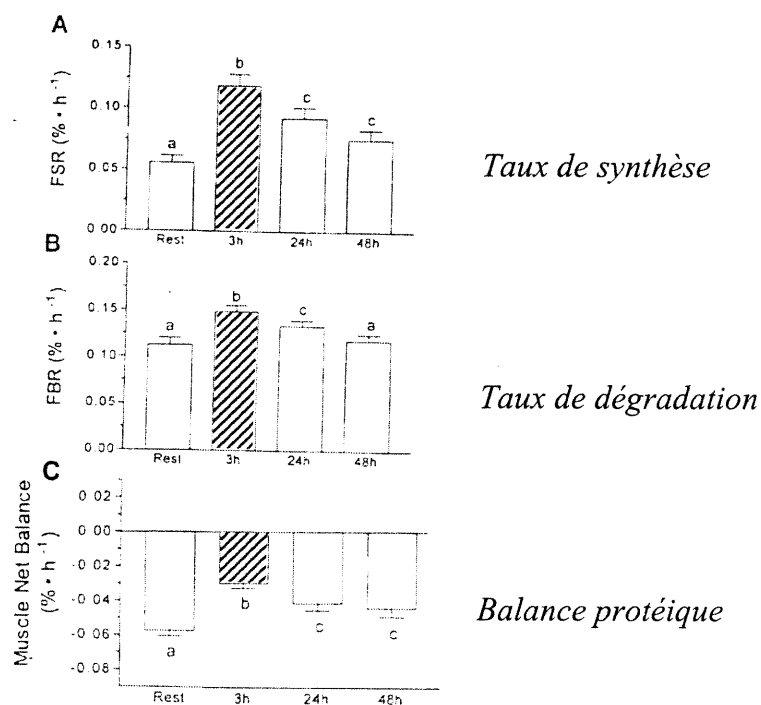 A
0.15
0.10
0.05
0.00
FSR (%•h⁻¹)
b
c
c
a
Rest 3h 24h 48h
Taux de synthèse
B
0.20
0.15
0.10
0.05
0.00
FBR (%•h⁻¹)
a
b
c
a
Rest 3h 24h 48h
Taux de dégradation
C
0.02
0.00
-0.02
-0.04
-0.06
-0.08
Muscle Net Balance
(%•h⁻¹)
a
b
c
c
Rest 3h 24h 48h
Balance protéique